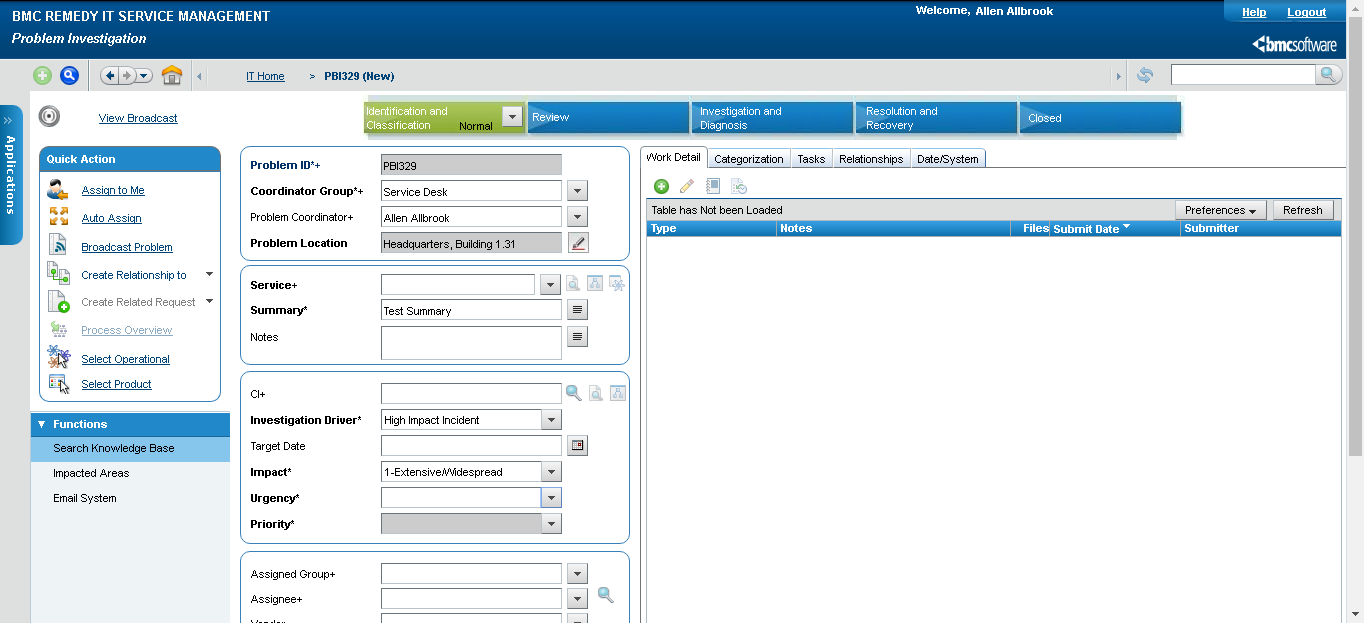 BMC REMEDY IT SERVICE MANAGEMENT
Welcome, Allen Allbrook
Help Logout
Problem Investigation
bmcsoftware
IT Home > PBI329 (New)
Applications
View Broadcast
Identification and Classification Normal
Review
Investigation and Diagnosis
Resolution and Recovery
Closed
Quick Action
Assign to Me
Auto Assign
Broadcast Problem
Create Relationship to
Create Related Request
Process Overview
Select Operational
Select Product
Functions
Search Knowledge Base
Impacted Areas
Email System
Problem ID*+ PBI329
Coordinator Group*+ Service Desk
Problem Coordinator+ Allen Allbrook
Problem Location Headquarters, Building 1.31
Service+
Summary* Test Summary
Notes
CI+
Investigation Driver* High Impact Incident
Target Date
Impact* 1-Extensive/Widespread
Urgency*
Priority*
Assigned Group+
Assignee+
Work Detail Categorization Tasks Relationships Date/System
Table has Not been Loaded Preferences Refresh
Type Notes Files Submit Date Submitter